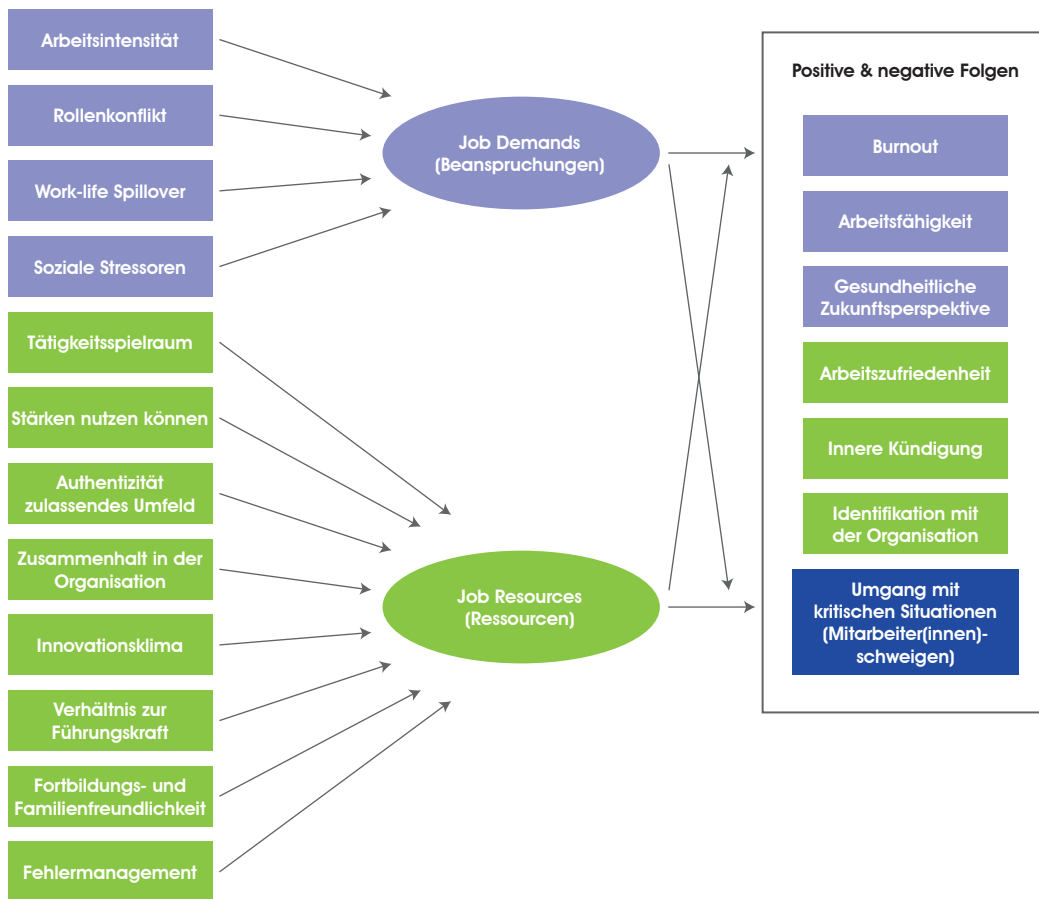 Arbeitsintensität
Rollenkonflikt
Work-life Spillover
Soziale Stressoren
Tätigkeitsspielraum
Stärken nutzen können
Authentizität
zulassendes Umfeld
Zusammenhalt in der
Organisation
Innovationsklima
Verhältnis zur
Führungskraft
Fortbildungs- und
Familienfreundlichkeit
Fehlermanagement
Job Demands
(Beanspruchungen)
Job Resources
(Ressourcen)
Positive & negative Folgen
Burnout
Arbeitsfähigkeit
Gesundheitliche
Zukunftsperspektive
Arbeitszufriedenheit
Innere Kündigung
Identifikation mit
der Organisation
Umgang mit
kritischen Situationen
(Mitarbeiter(innen)-
schweigen)